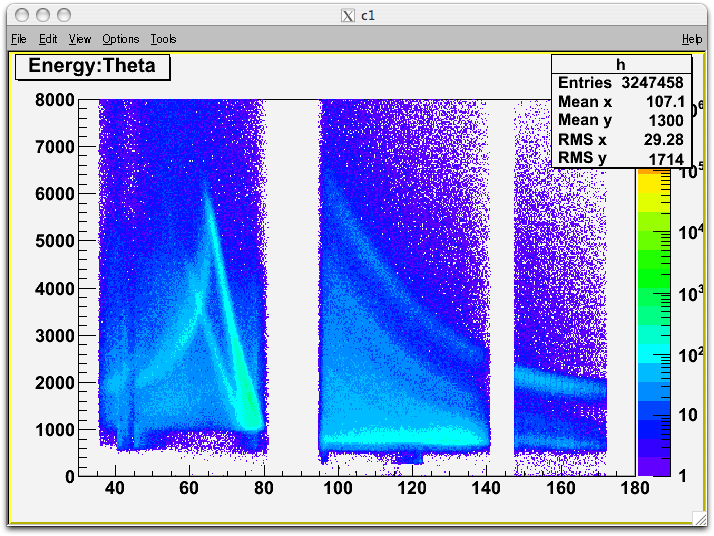 X c1
File Edit View Options Tools Help
Energy:Theta
h
Entries 3247458
Mean x 107.1
Mean y 1300
RMS x 29.28
RMS y 1714
8000
7000
6000
5000
4000
3000
2000
1000
0
40 60 80 100 120 140 160 180
10^5
10^4
10^3
10^2
10
1